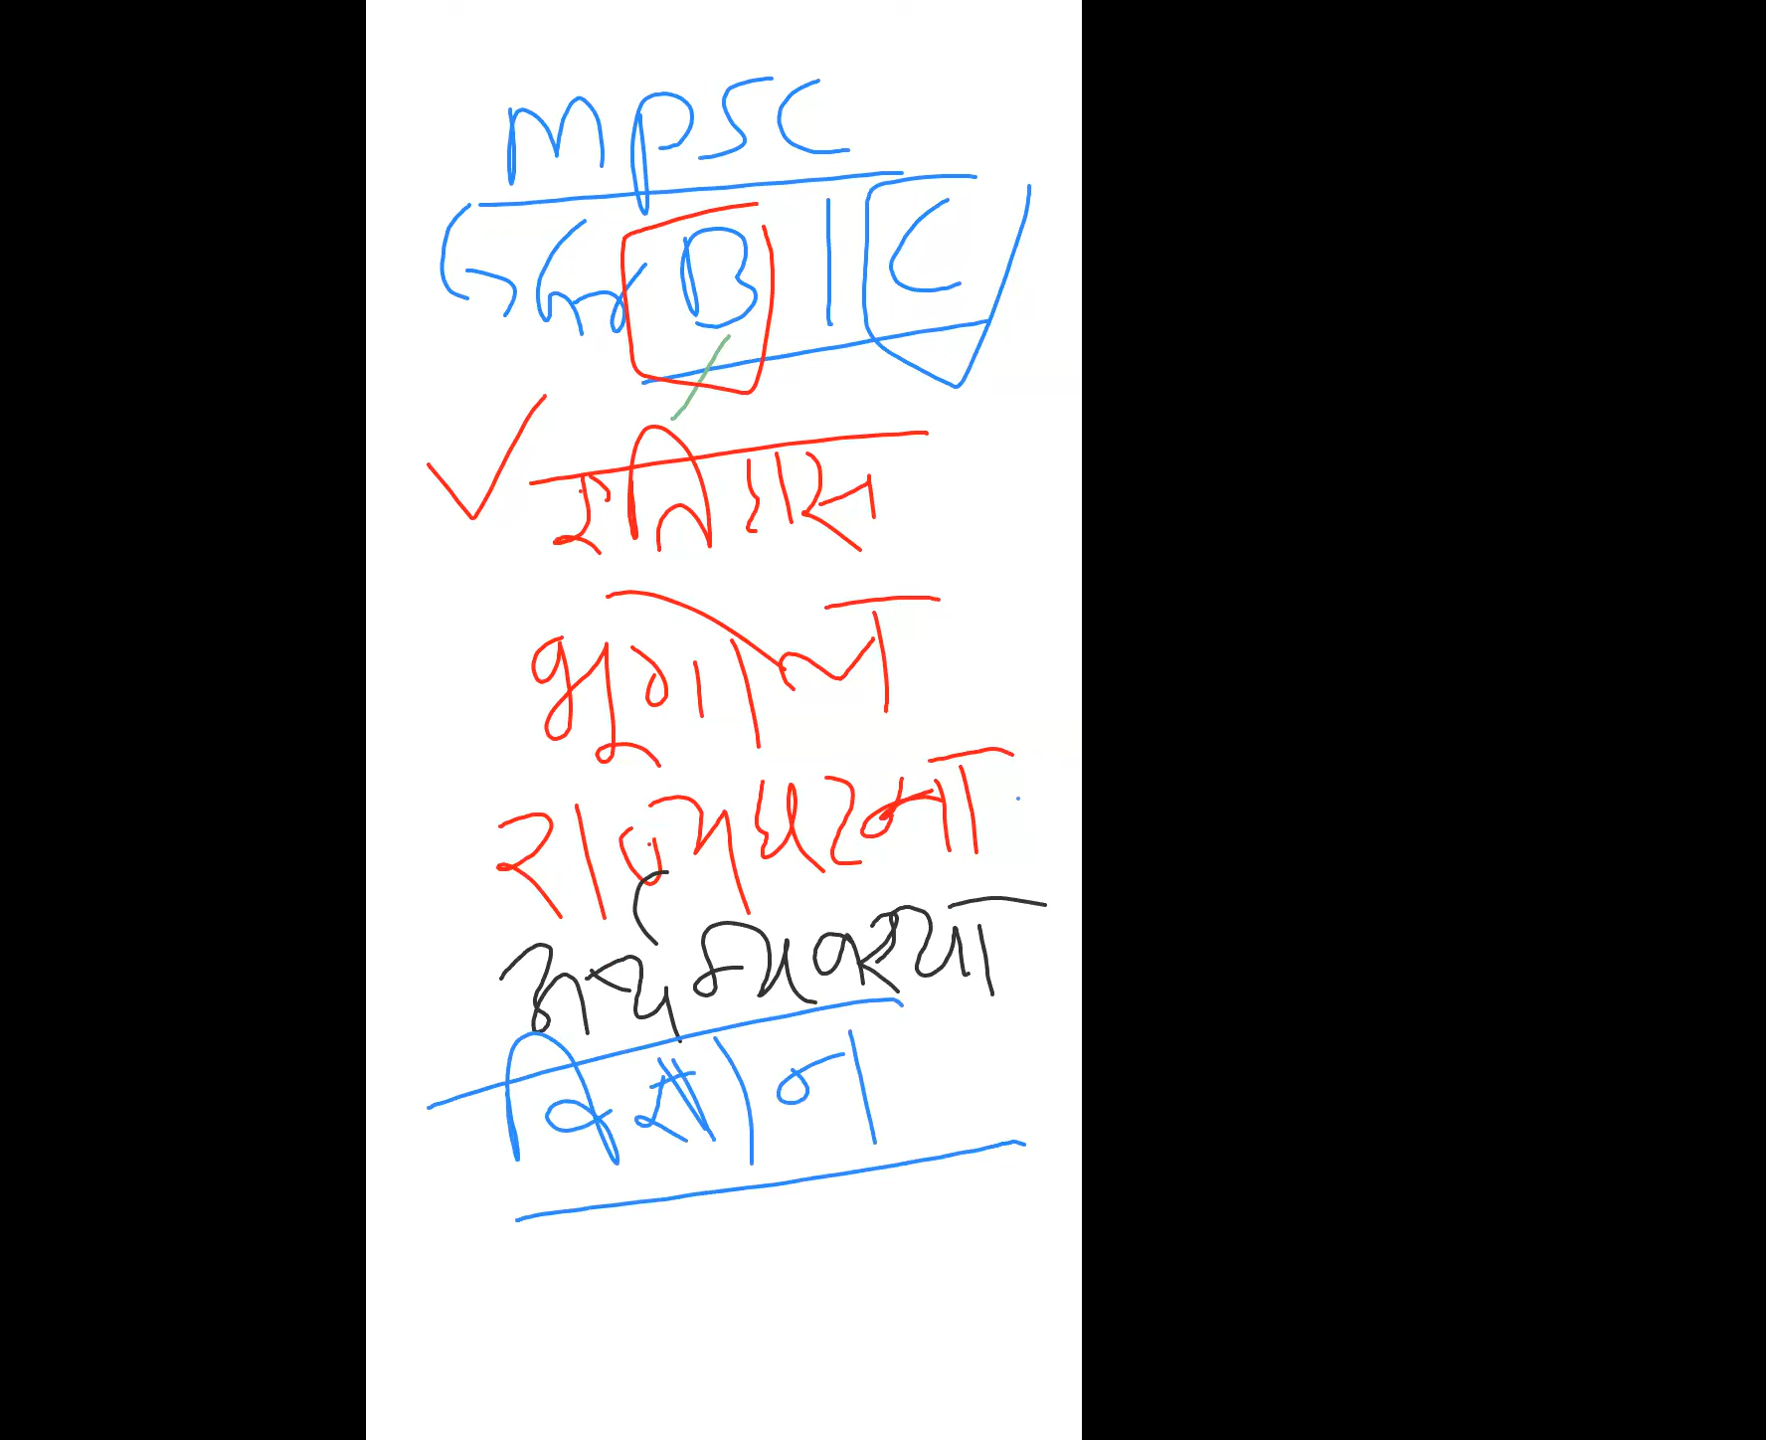 MPSC
गट B | C
इतिहास
भूगोल
राज्यघटना
अर्थव्यवस्था
विज्ञान